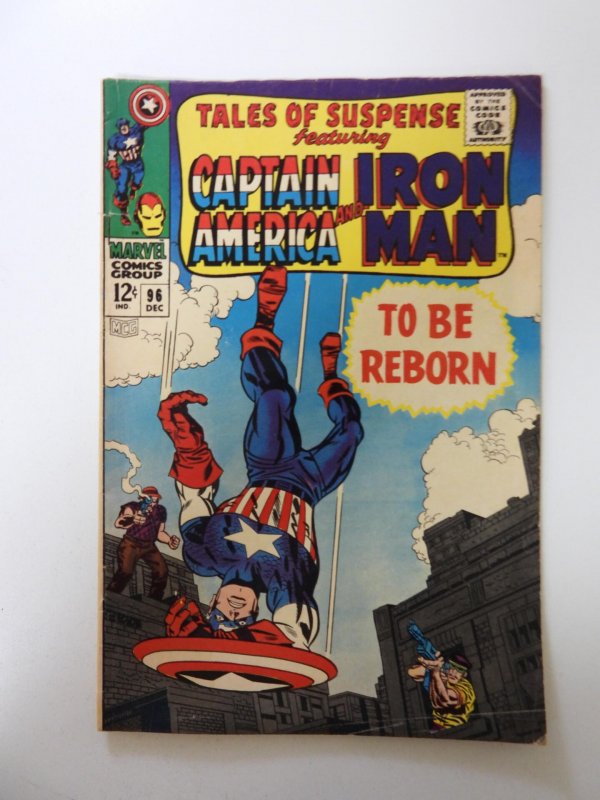 TALES OF SUSPENSE
featuring
CAPTAIN AMERICA
AND
IRON MAN
TM
APPROVED
BY THE
COMICS
CODE
AUTHORITY
MARVEL
COMICS
GROUP
12¢
IND.
96
DEC
MCG
TO BE
REBORN